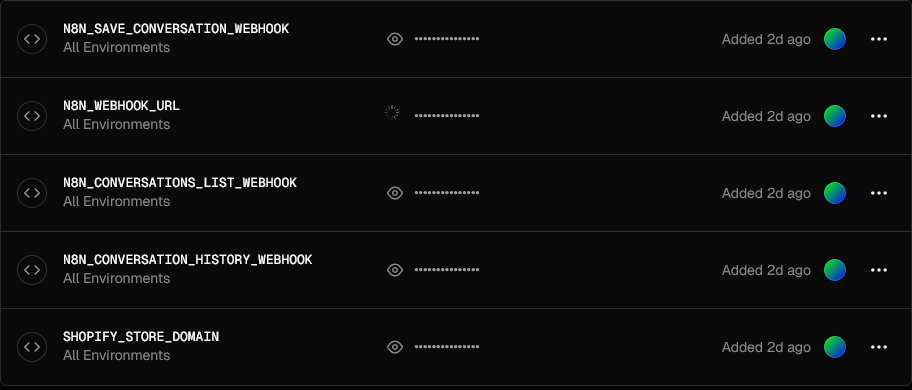 N8N_SAVE_CONVERSATION_WEBHOOK
All Environments
•••••••••••••••
Added 2d ago
N8N_WEBHOOK_URL
All Environments
•••••••••••••••
Added 2d ago
N8N_CONVERSATIONS_LIST_WEBHOOK
All Environments
•••••••••••••••
Added 2d ago
N8N_CONVERSATION_HISTORY_WEBHOOK
All Environments
•••••••••••••••
Added 2d ago
SHOPIFY_STORE_DOMAIN
All Environments
•••••••••••••••
Added 2d ago